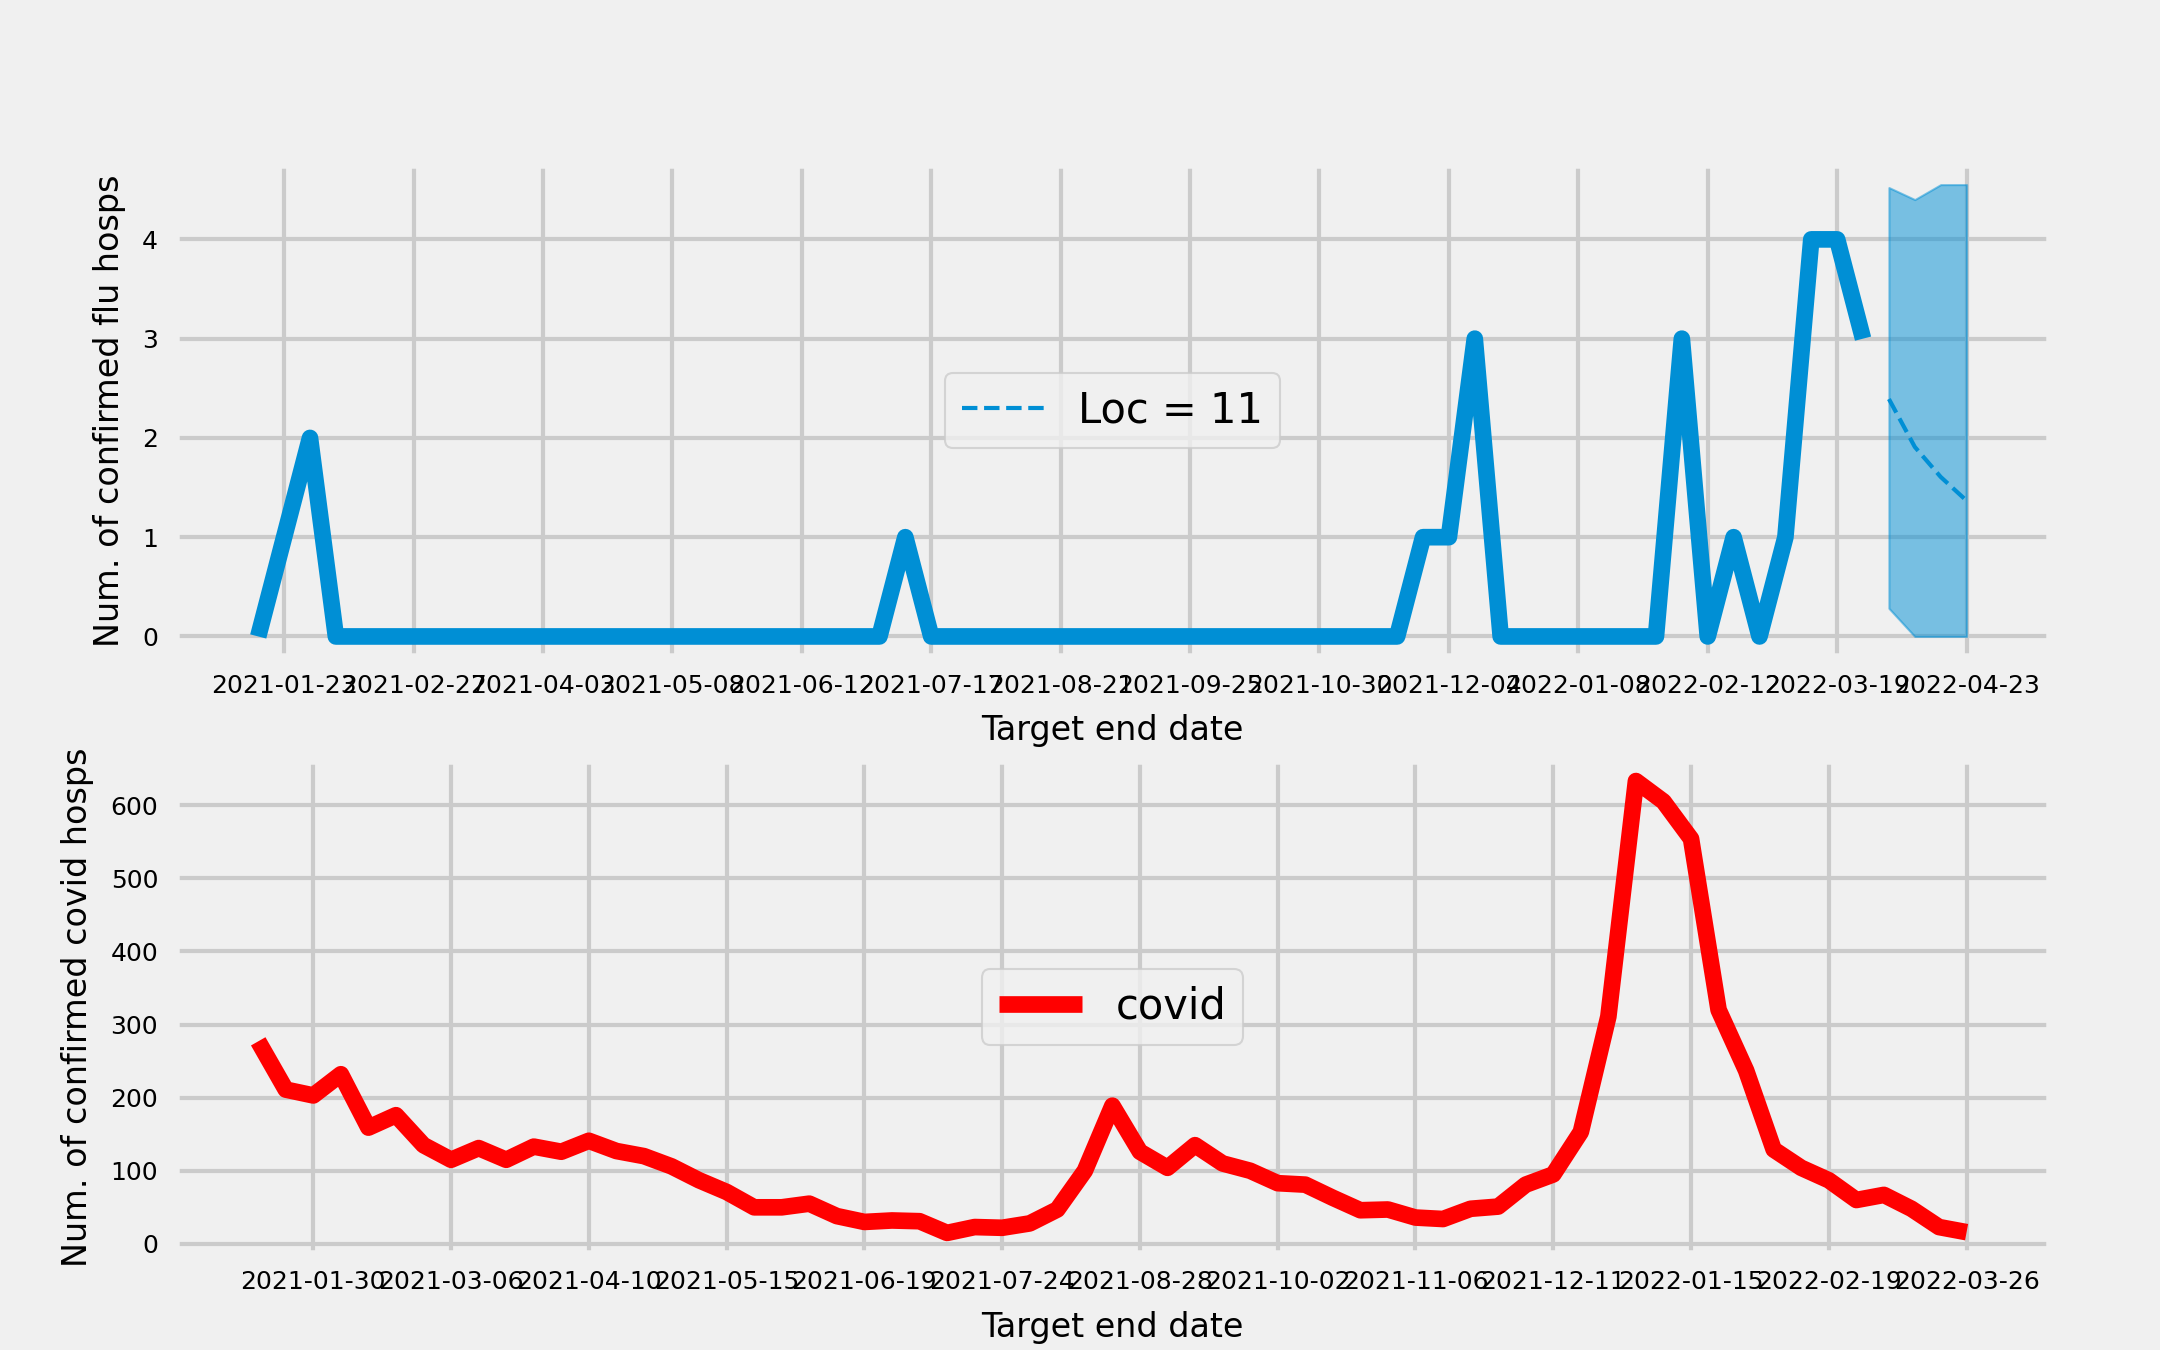 Num. of confirmed flu hosps
4
3
2
1
0
Loc = 11
2021-01-23 2021-02-27 2021-04-03 2021-05-08 2021-06-12 2021-07-17 2021-08-21 2021-09-25 2021-10-30 2021-12-04 2022-01-08 2022-02-12 2022-03-19 2022-04-23
Target end date
Num. of confirmed covid hosps
600
500
400
300
200
100
0
covid
2021-01-30 2021-03-06 2021-04-10 2021-05-15 2021-06-19 2021-07-24 2021-08-28 2021-10-02 2021-11-06 2021-12-11 2022-01-15 2022-02-19 2022-03-26
Target end date